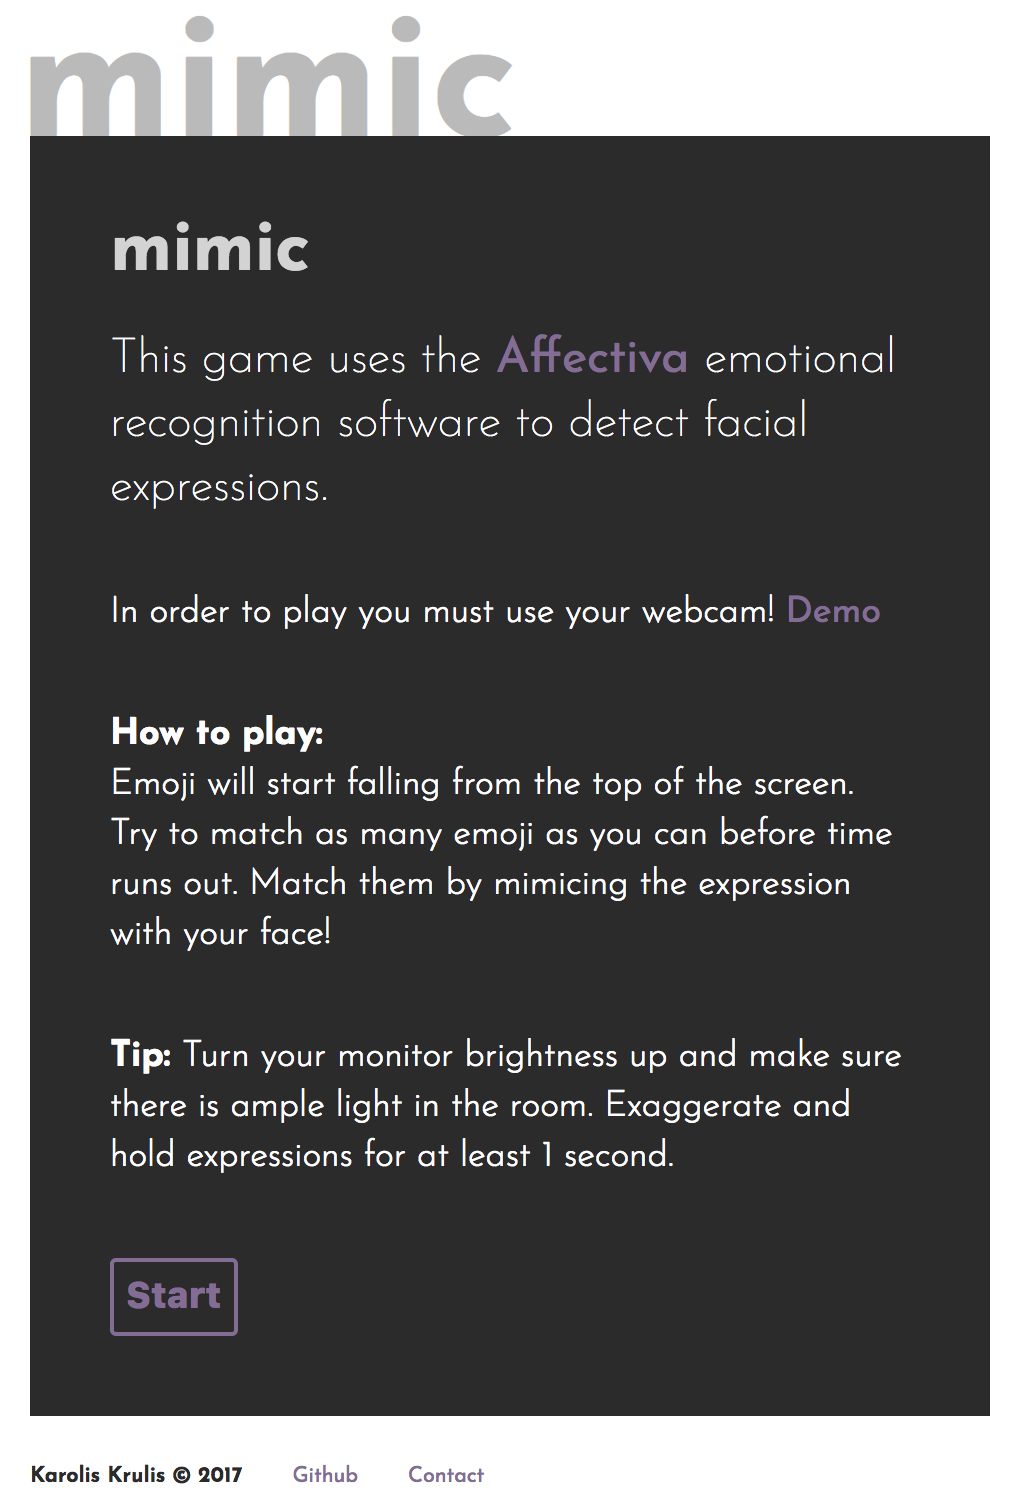 mimic
mimic
This game uses the Affectiva emotional
recognition software to detect facial
expressions.
In order to play you must use your webcam! Demo
How to play:
Emoji will start falling from the top of the screen.
Try to match as many emoji as you can before time
runs out. Match them by mimicing the expression
with your face!
Tip: Turn your monitor brightness up and make sure
there is ample light in the room. Exaggerate and
hold expressions for at least 1 second.
Start
Karolis Krulis © 2017 Github Contact